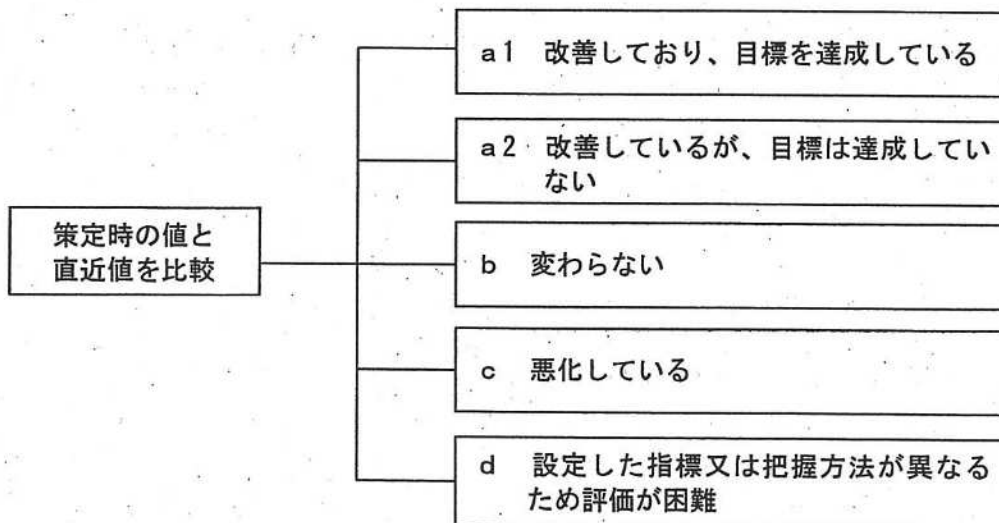 a1 改善しており、目標を達成している
a2 改善しているが、目標は達成してい
ない
策定時の値と
直近値を比較
b 変わらない
c 悪化している
d 設定した指標又は把握方法が異なる
ため評価が困難